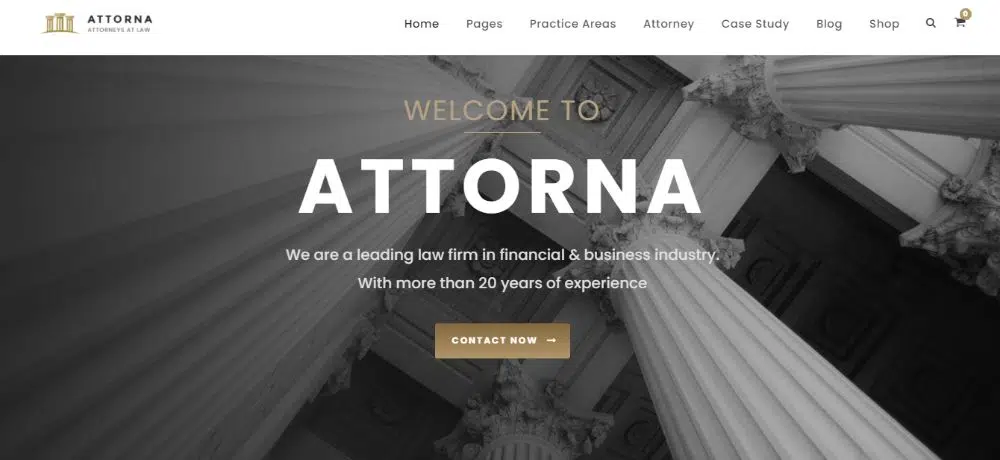 ATTORNA
ATTORNEYS AT LAW
Home Pages Practice Areas Attorney Case Study Blog Shop
0
WELCOME TO
ATTORNA
We are a leading law firm in financial & business industry.
With more than 20 years of experience
CONTACT NOW →